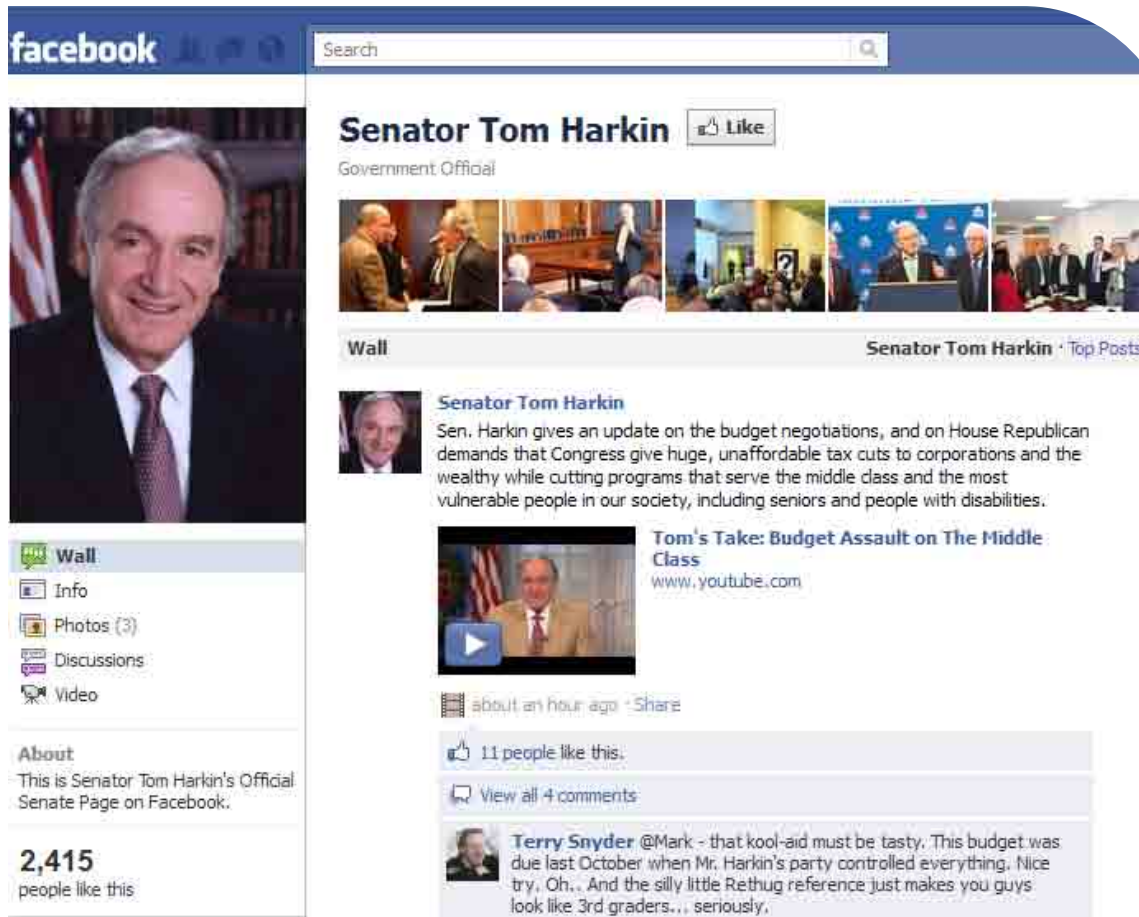 facebook
Search
Senator Tom Harkin
Like
Government Official
?
Wall
Senator Tom Harkin · Top Posts
Senator Tom Harkin
Sen. Harkin gives an update on the budget negotiations, and on House Republican
demands that Congress give huge, unaffordable tax cuts to corporations and the
wealthy while cutting programs that serve the middle class and the most
vulnerable people in our society, including seniors and people with disabilities.
Tom's Take: Budget Assault on The Middle
Class
www.youtube.com
about an hour ago · Share
11 people like this.
View all 4 comments
Terry Snyder @Mark - that kool-aid must be tasty. This budget was
due last October when Mr. Harkin's party controlled everything. Nice
try. Oh.. And the silly little Rethug reference just makes you guys
look like 3rd graders... seriously.
Wall
Info
Photos (3)
Discussions
Video
About
This is Senator Tom Harkin's Official
Senate Page on Facebook.
2,415
people like this